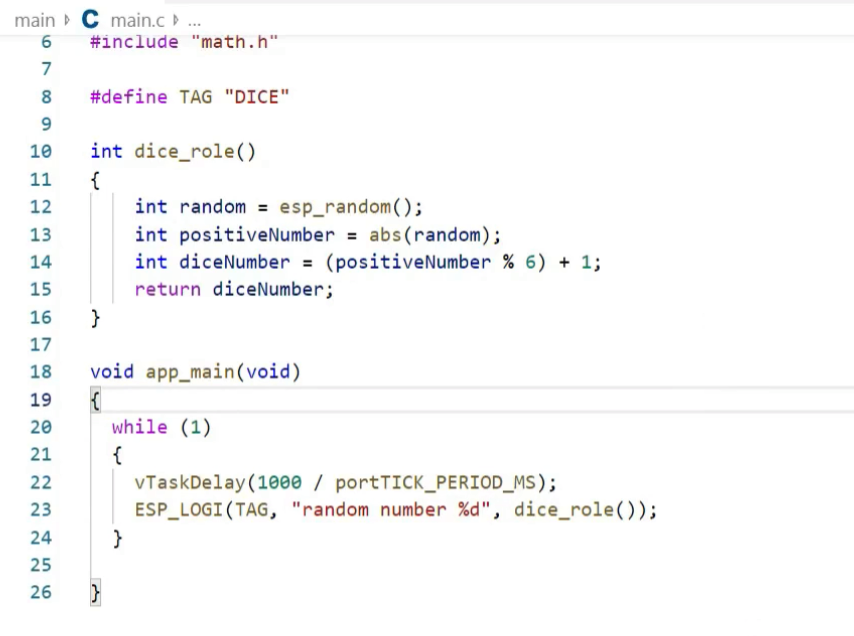 main › C main.c › ...
6 #include "math.h"
7
8 #define TAG "DICE"
9
10 int dice_role()
11 {
12 int random = esp_random();
13 int positiveNumber = abs(random);
14 int diceNumber = (positiveNumber % 6) + 1;
15 return diceNumber;
16 }
17
18 void app_main(void)
19 {
20 while (1)
21 {
22 vTaskDelay(1000 / portTICK_PERIOD_MS);
23 ESP_LOGI(TAG, "random number %d", dice_role());
24 }
25
26 }